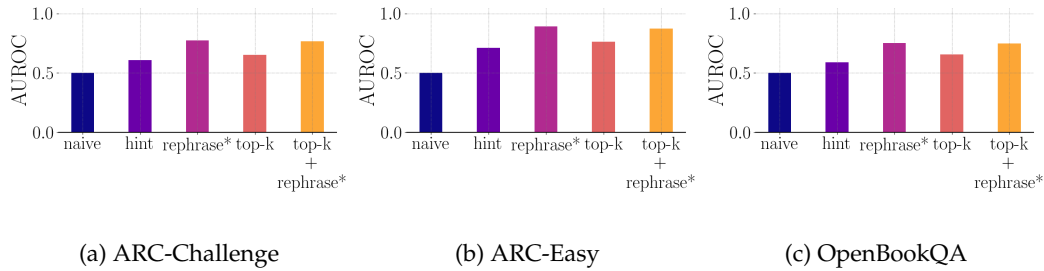 1.0
0.5
0.0
AUROC
naive
hint
rephrase*
top-k
top-k
+
rephrase*
(a) ARC-Challenge
1.0
0.5
0.0
AUROC
naive
hint
rephrase*
top-k
top-k
+
rephrase*
(b) ARC-Easy
1.0
0.5
0.0
AUROC
naive
hint
rephrase*
top-k
top-k
+
rephrase*
(c) OpenBookQA